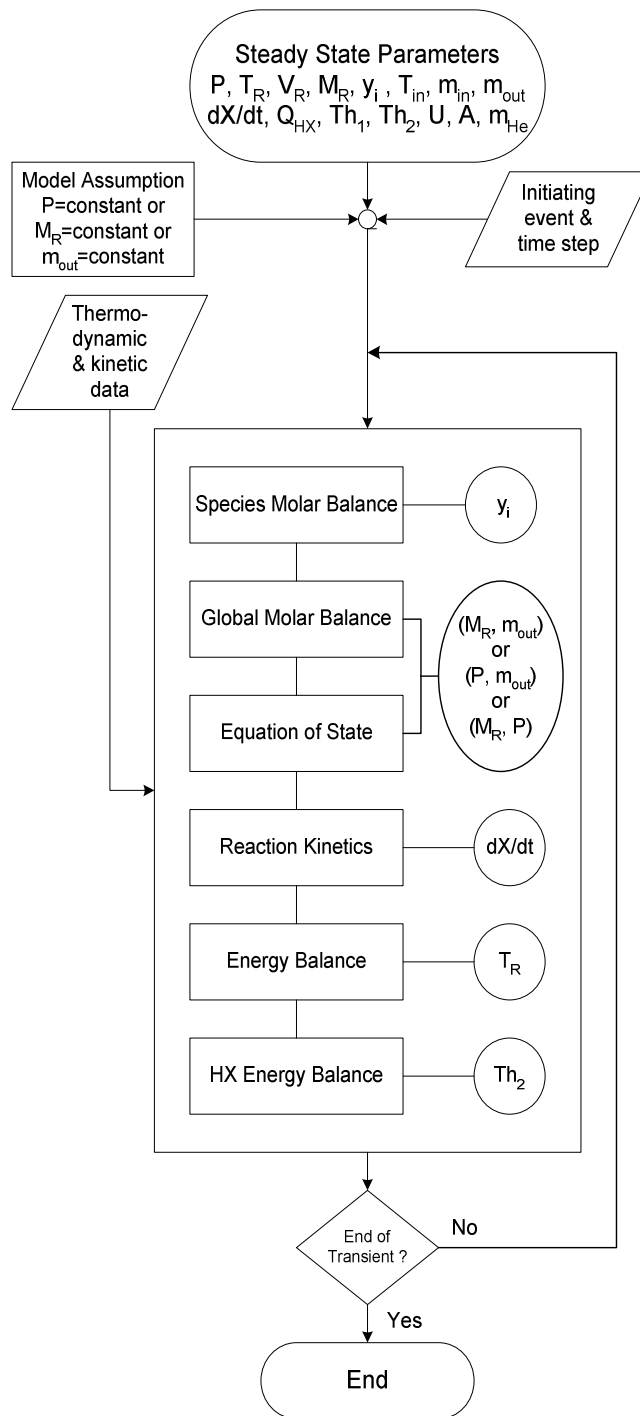 Steady State Parameters
P, T_R, V_R, M_R, y_i , T_in, m_in, m_out
dX/dt, Q_HX, Th_1, Th_2, U, A, m_He
Model Assumption
P=constant or
M_R=constant or
m_out=constant
Initiating
event &
time step
Thermo-
dynamic
& kinetic
data
Species Molar Balance
y_i
Global Molar Balance
(M_R, m_out)
or
(P, m_out)
or
(M_R, P)
Equation of State
Reaction Kinetics
dX/dt
Energy Balance
T_R
HX Energy Balance
Th_2
End of
Transient ?
No
Yes
End